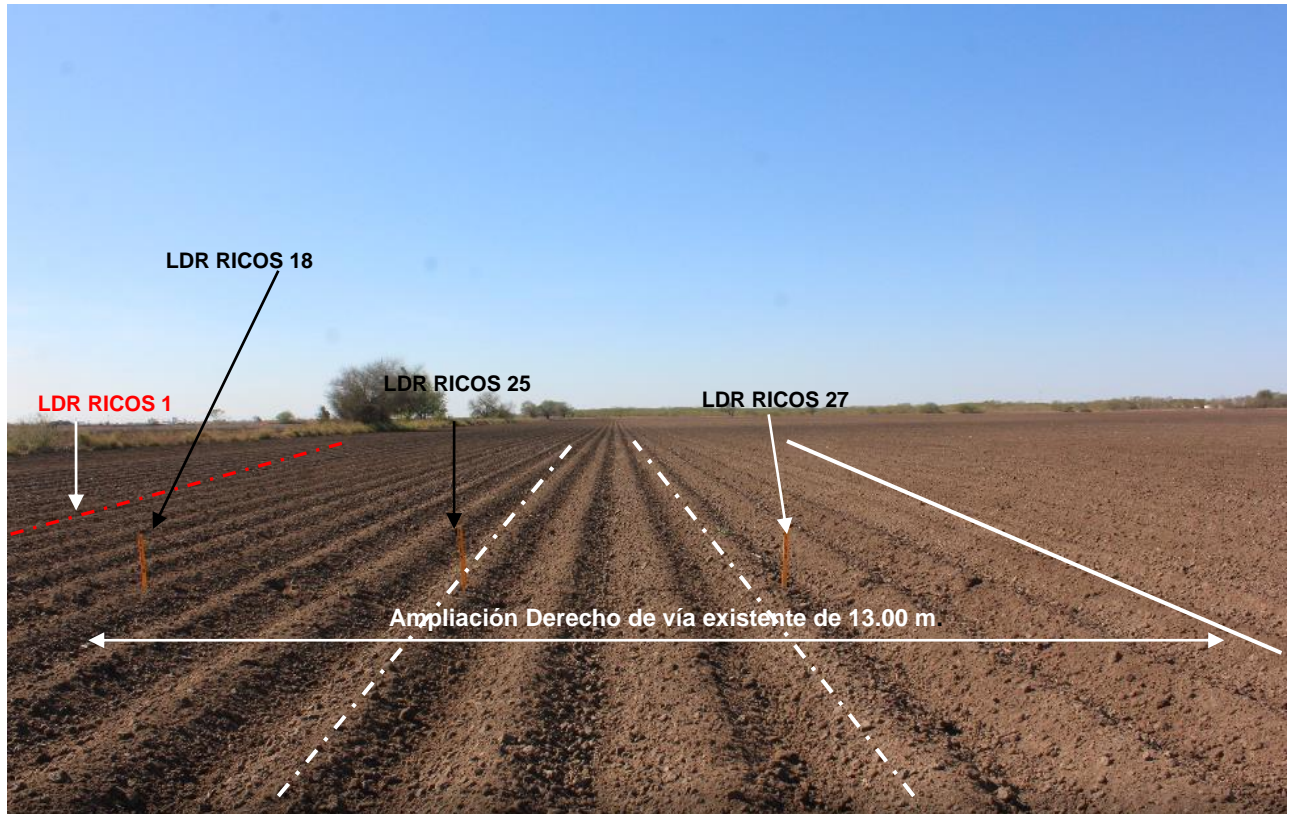 LDR RICOS 18
LDR RICOS 25
LDR RICOS 1
LDR RICOS 27
Ampliación Derecho de vía existente de 13.00 m.